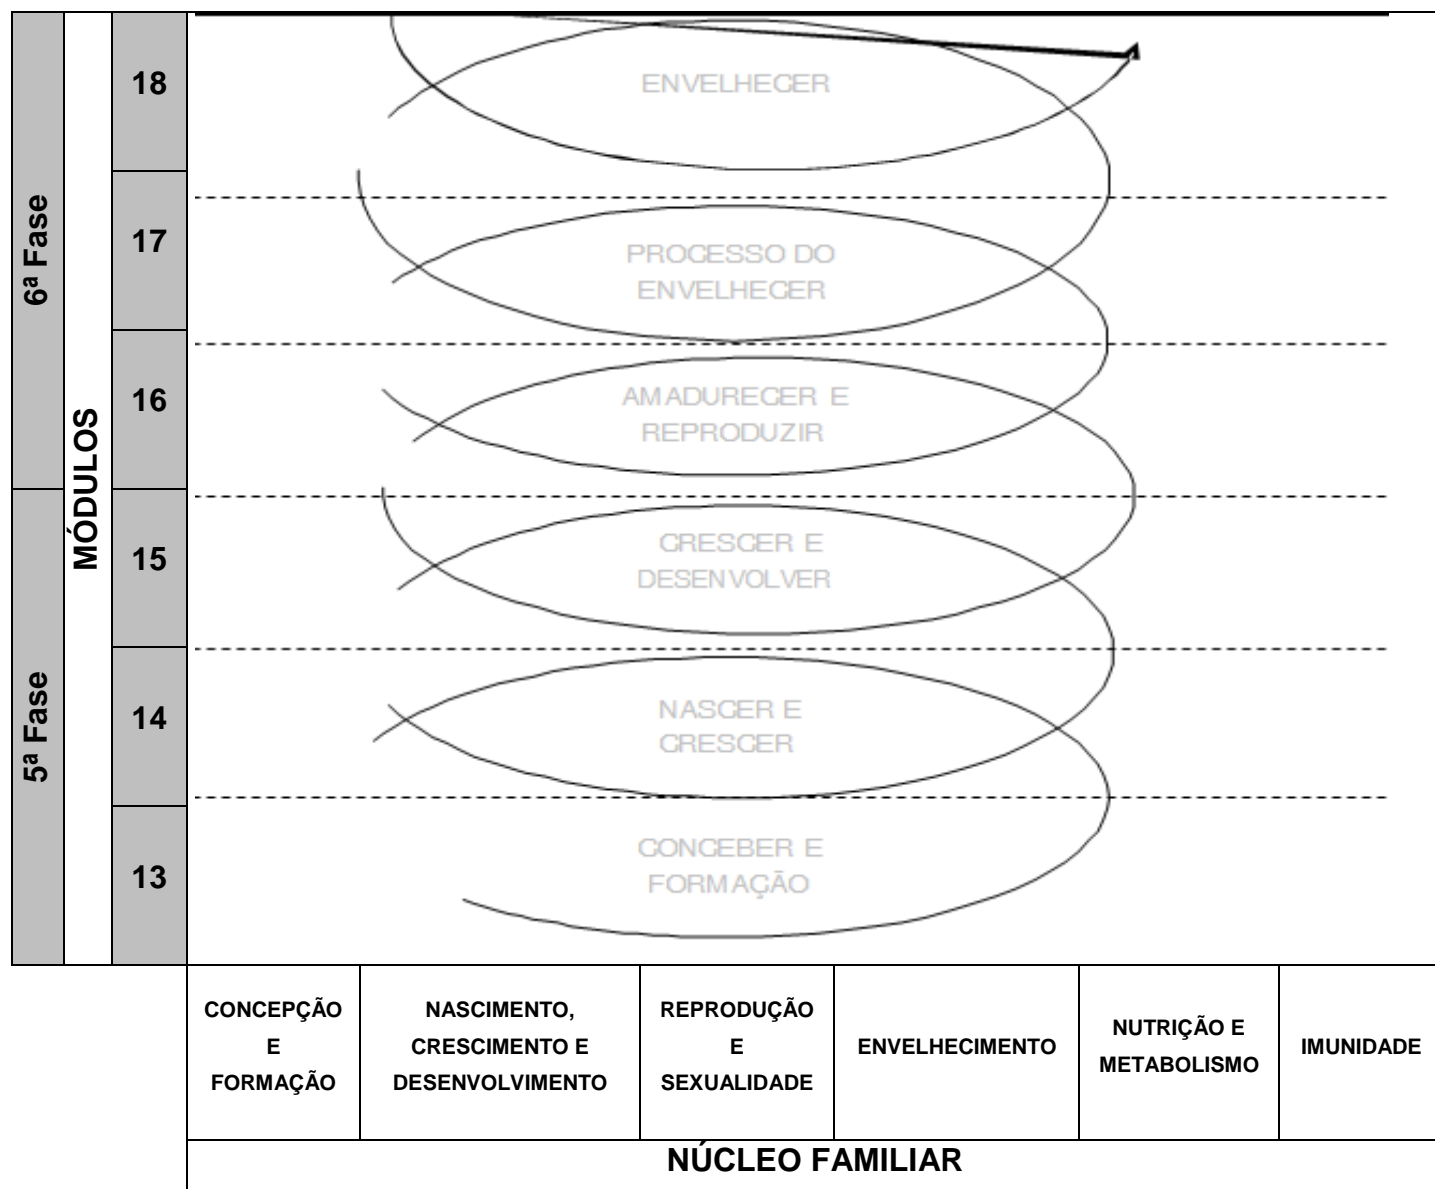 6ª Fase
5ª Fase
MÓDULOS
18
ENVELHECER
17
PROCESSO DO
ENVELHECER
16
AMADURECER E
REPRODUZIR
15
CRESCER E
DESENVOLVER
14
NASCER E
CRESCER
13
CONCEBER E
FORMAÇÃO
CONCEPÇÃO
E
FORMAÇÃO
NASCIMENTO,
CRESCIMENTO E
DESENVOLVIMENTO
REPRODUÇÃO
E
SEXUALIDADE
ENVELHECIMENTO
NUTRIÇÃO E
METABOLISMO
IMUNIDADE
NÚCLEO FAMILIAR